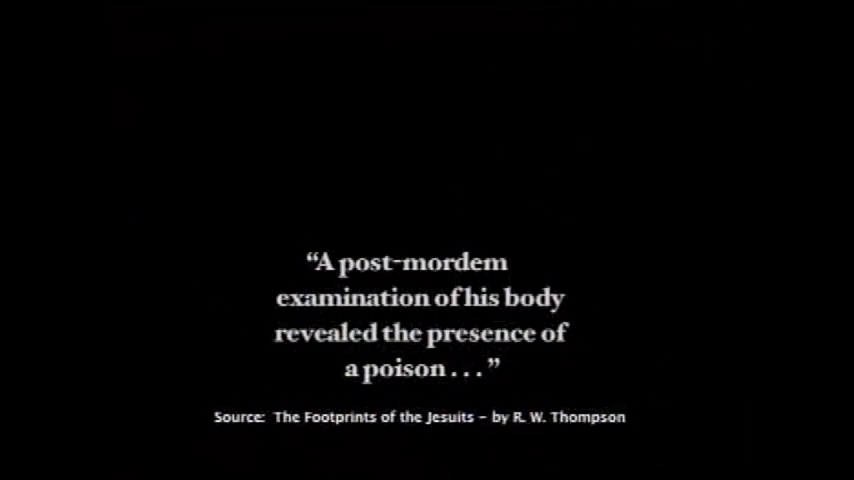 “A post-mordem
examination of his body
revealed the presence of
a poison . . . ”
Source: The Footprints of the Jesuits – by R. W. Thompson